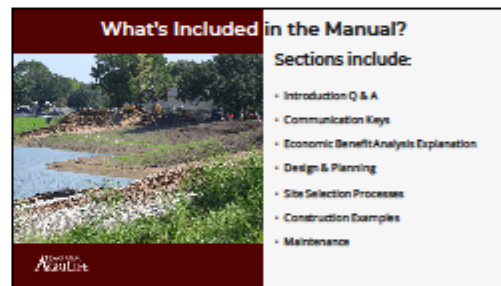 What's Included in the Manual?
Sections include:
• Introduction Q & A
• Communication Keys
• Economic Benefit Analysis Explanation
• Design & Planning
• Site Selection Processes
• Construction Examples
• Maintenance
AGRILIFE